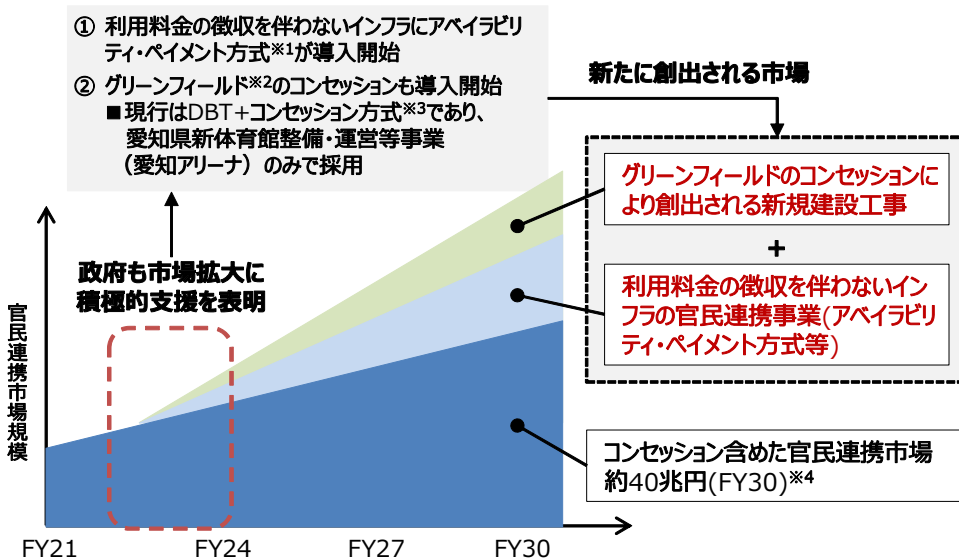 ① 利用料金の徴収を伴わないインフラにアベイラビリ
ティ・ペイメント方式※1が導入開始
② グリーンフィールド※2のコンセッションも導入開始
■現行はDBT+コンセッション方式※3であり、
愛知県新体育館整備・運営等事業
（愛知アリーナ）のみで採用
新たに創出される市場
グリーンフィールドのコンセッションに
より創出される新規建設工事
+
利用料金の徴収を伴わないイン
フラの官民連携事業(アベイラビリ
ティ・ペイメント方式等)
政府も市場拡大に
積極的支援を表明
官民連携市場規模
コンセッション含めた官民連携市場
約40兆円(FY30)※4
FY21
FY24
FY27
FY30